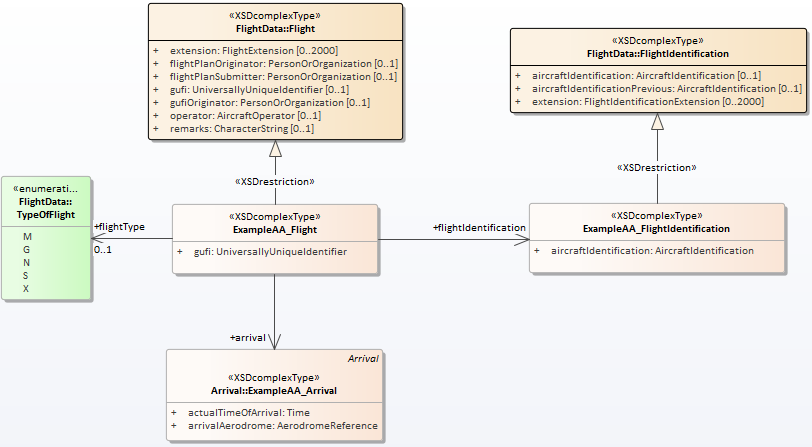 «XSDcomplexType»
FlightData::Flight
+ extension: FlightExtension [0..2000]
+ flightPlanOriginator: PersonOrOrganization [0..1]
+ flightPlanSubmitter: PersonOrOrganization [0..1]
+ gufi: UniversallyUniqueIdentifier [0..1]
+ gufiOriginator: PersonOrOrganization [0..1]
+ operator: AircraftOperator [0..1]
+ remarks: CharacterString [0..1]
«XSDcomplexType»
FlightData::FlightIdentification
+ aircraftIdentification: AircraftIdentification [0..1]
+ aircraftIdentificationPrevious: AircraftIdentification [0..1]
+ extension: FlightIdentificationExtension [0..2000]
«XSDrestriction»
«XSDrestriction»
«enumerati...
FlightData::
TypeOfFlight
M
G
N
S
X
+flightType
0..1
«XSDcomplexType»
ExampleAA_Flight
+ gufi: UniversallyUniqueIdentifier
+flightIdentification
«XSDcomplexType»
ExampleAA_FlightIdentification
+ aircraftIdentification: AircraftIdentification
+arrival
Arrival
«XSDcomplexType»
Arrival::ExampleAA_Arrival
+ actualTimeOfArrival: Time
+ arrivalAerodrome: AerodromeReference